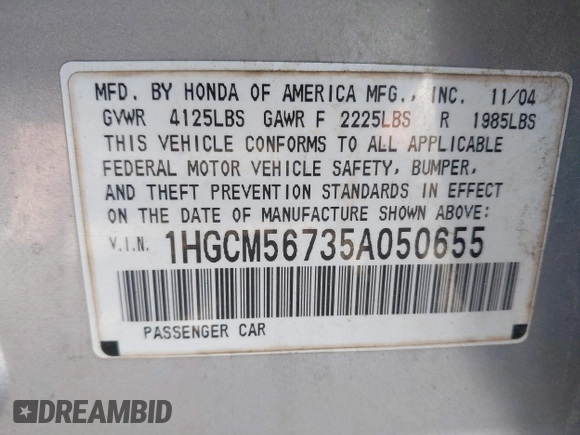 MFD. BY HONDA OF AMERICA MFG., INC. 11/04
GVWR 4125LBS GAWR F 2225LBS R 1985LBS
THIS VEHICLE CONFORMS TO ALL APPLICABLE
FEDERAL MOTOR VEHICLE SAFETY, BUMPER,
AND THEFT PREVENTION STANDARDS IN EFFECT
ON THE DATE OF MANUFACTURE SHOWN ABOVE:
V.I.N. 1HGCM56735A050655
PASSENGER CAR
DREAMBID